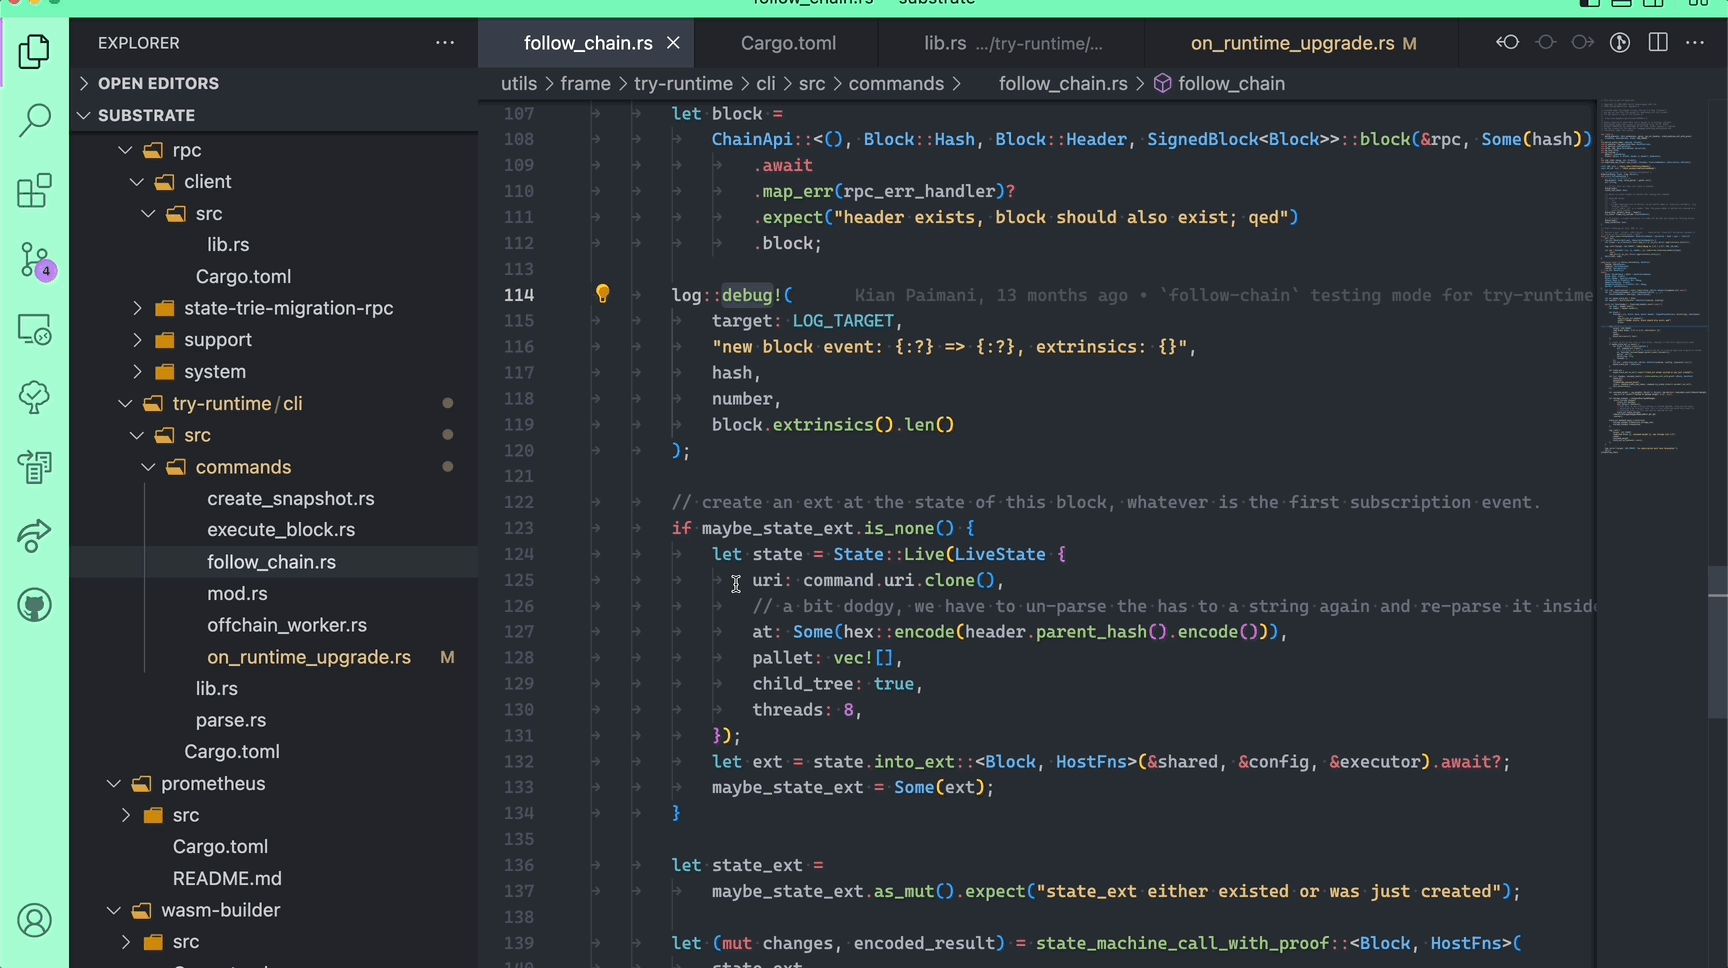 follow_chain.rs — substrate
EXPLORER
follow_chain.rs
Cargo.toml
lib.rs .../try-runtime/...
on_runtime_upgrade.rs M
OPEN EDITORS
utils > frame > try-runtime > cli > src > commands > follow_chain.rs > follow_chain
SUBSTRATE
rpc
client
src
lib.rs
Cargo.toml
state-trie-migration-rpc
support
system
try-runtime/cli
src
commands
create_snapshot.rs
execute_block.rs
follow_chain.rs
mod.rs
offchain_worker.rs
on_runtime_upgrade.rs M
lib.rs
parse.rs
Cargo.toml
prometheus
src
Cargo.toml
README.md
wasm-builder
src
4
107 let block =
108 ChainApi::<(), Block::Hash, Block::Header, SignedBlock<Block>>::block(&rpc, Some(hash))
109 .await
110 .map_err(rpc_err_handler)?
111 .expect("header exists, block should also exist; qed")
112 .block;
113
114 log::debug!( Kian Paimani, 13 months ago • `follow-chain` testing mode for try-runtime
115 target: LOG_TARGET,
116 "new block event: {:?} => {:?}, extrinsics: {}",
117 hash,
118 number,
119 block.extrinsics().len()
120 );
121
122 // create an ext at the state of this block, whatever is the first subscription event.
123 if maybe_state_ext.is_none() {
124 let state = State::Live(LiveState {
125 uri: command.uri.clone(),
126 // a bit dodgy, we have to un-parse the has to a string again and re-parse it insid
127 at: Some(hex::encode(header.parent_hash().encode())),
128 pallet: vec![],
129 child_tree: true,
130 threads: 8,
131 });
132 let ext = state.into_ext::<Block, HostFns>(&shared, &config, &executor).await?;
133 maybe_state_ext = Some(ext);
134 }
135
136 let state_ext =
137 maybe_state_ext.as_mut().expect("state_ext either existed or was just created");
138
139 let (mut changes, encoded_result) = state_machine_call_with_proof::<Block, HostFns>(
140 state_ext